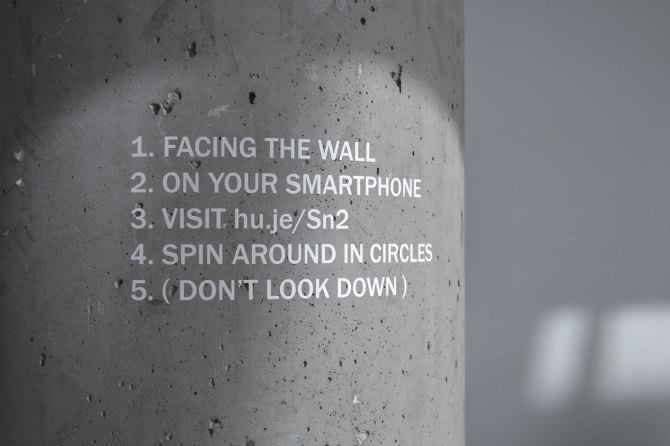 1. FACING THE WALL
2. ON YOUR SMARTPHONE
3. VISIT hu.je/Sn2
4. SPIN AROUND IN CIRCLES
5. ( DON'T LOOK DOWN )